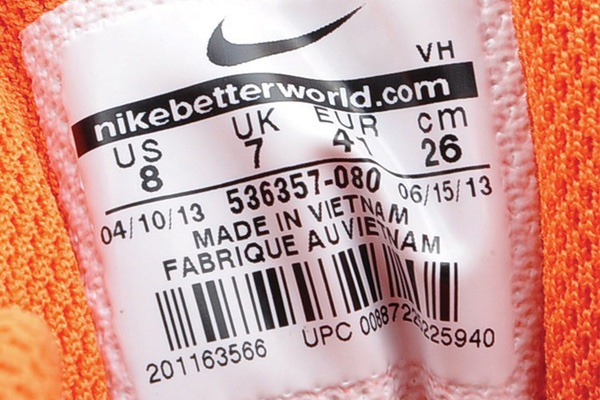 VH
nikebetterworld.com
US UK EUR cm
8 7 41 26
04/10/13 536357-080 06/15/13
MADE IN VIETNAM
FABRIQUE AU VIETNAM
201163566 UPC